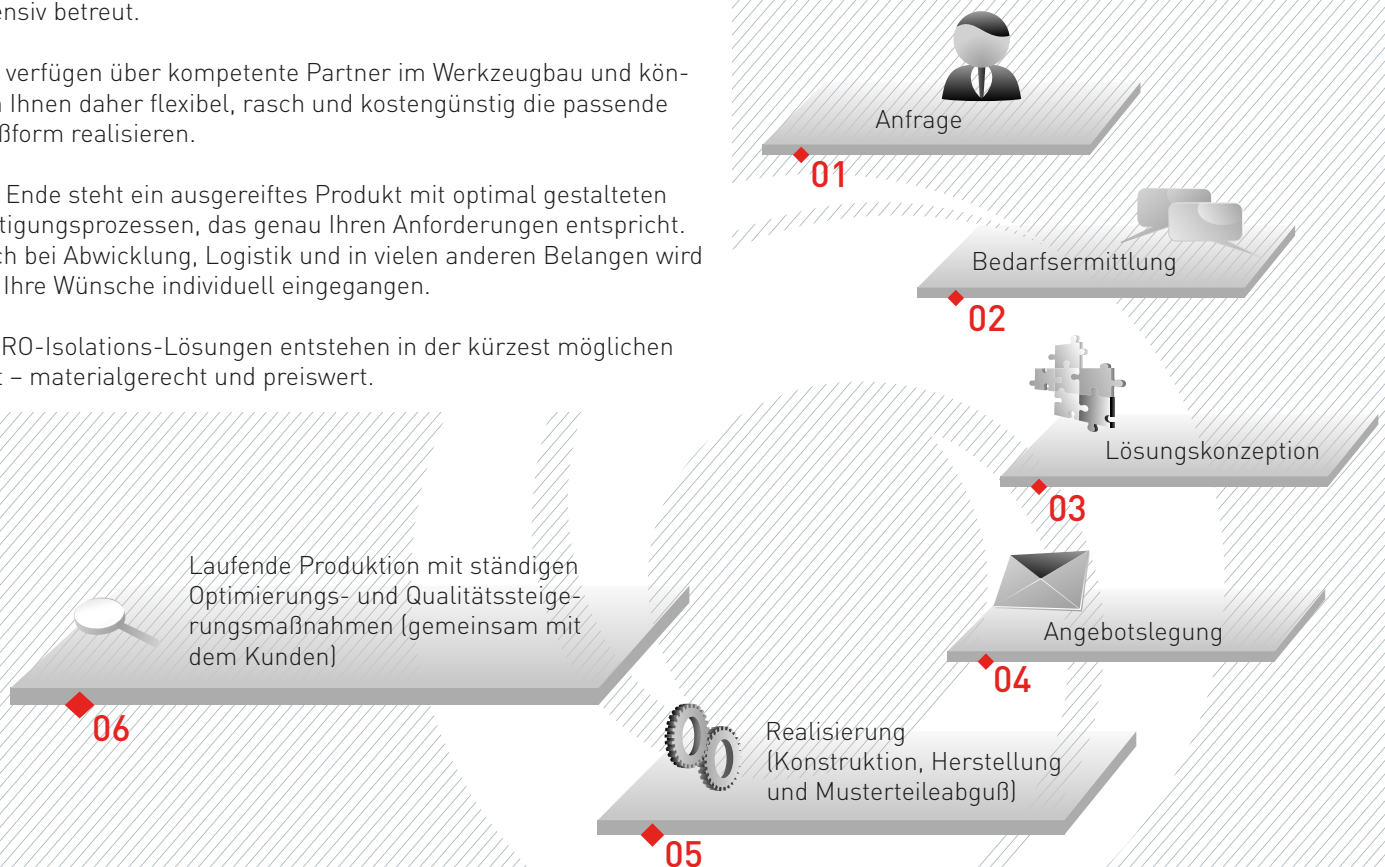 ensiv betreut.
verfügen über kompetente Partner im Werkzeugbau und kön-
n Ihnen daher flexibel, rasch und kostengünstig die passende
ßform realisieren.
Ende steht ein ausgereiftes Produkt mit optimal gestalteten
tigungsprozessen, das genau Ihren Anforderungen entspricht.
ch bei Abwicklung, Logistik und in vielen anderen Belangen wird
Ihre Wünsche individuell eingegangen.
RO-Isolations-Lösungen entstehen in der kürzest möglichen
t – materialgerecht und preiswert.
Anfrage
01
Bedarfsermittlung
02
Lösungskonzeption
03
Angebotslegung
04
Realisierung
(Konstruktion, Herstellung
und Musterteileabguß)
05
Laufende Produktion mit ständigen
Optimierungs- und Qualitätssteige-
rungsmaßnahmen (gemeinsam mit
dem Kunden)
06